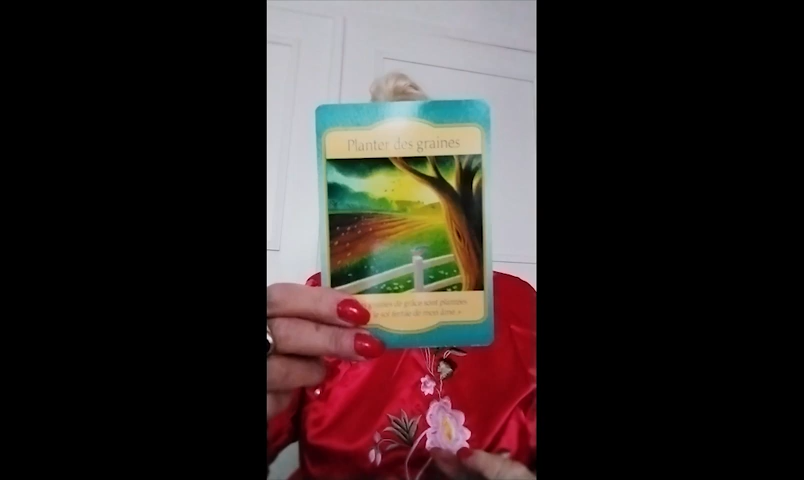 Planter des graines
graines de grâce sont plantées
le sol fertile de mon âme »